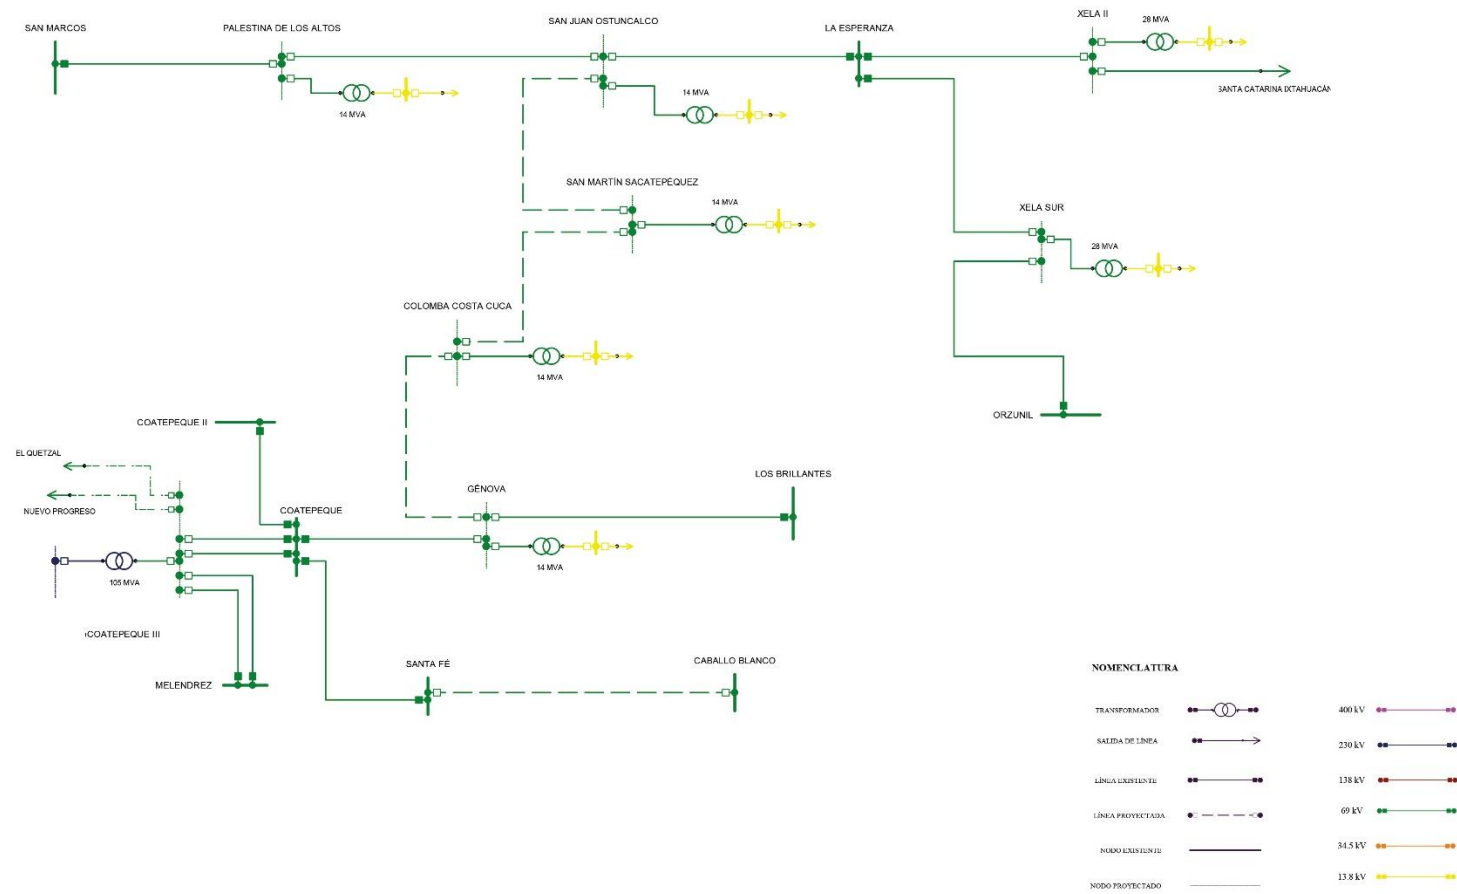 SAN MARCOS
PALESTINA DE LOS ALTOS
SAN JUAN OSTUNCALCO
LA ESPERANZA
XELA II
28 MVA
SANTA CATARINA IXTAHUACÁN
14 MVA
14 MVA
SAN MARTÍN SACATEPÉQUEZ
14 MVA
XELA SUR
28 MVA
COLOMBA COSTA CUCA
14 MVA
ORZUNIL
COATEPEQUE II
EL QUETZAL
NUEVO PROGRESO
COATEPEQUE
GÉNOVA
LOS BRILLANTES
14 MVA
105 MVA
COATEPEQUE III
MELENDREZ
SANTA FÉ
CABALLO BLANCO
NOMENCLATURA
TRANSFORMADOR
400 kV
SALIDA DE LÍNEA
230 kV
LÍNEA EXISTENTE
138 kV
LÍNEA PROYECTADA
69 kV
NODO EXISTENTE
34.5 kV
NODO PROYECTADO
13.8 kV